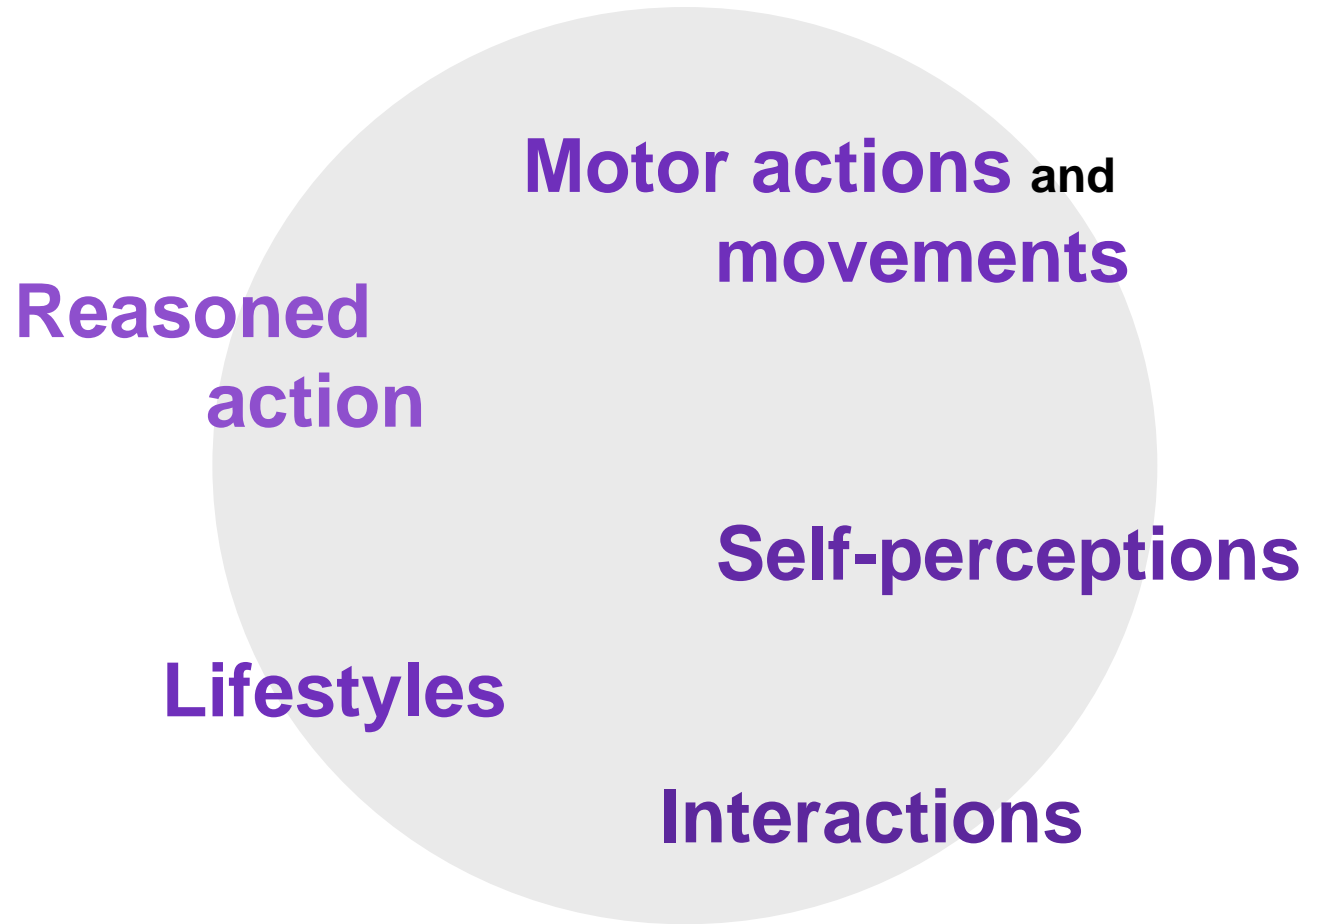 Motor actions and
movements
Reasoned
action
Self-perceptions
Lifestyles
Interactions